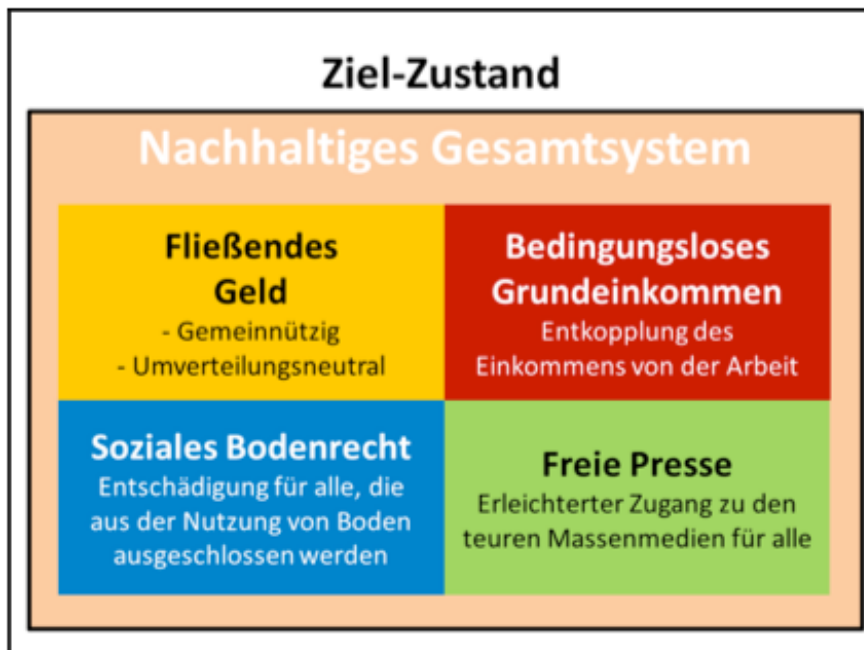 Ziel-Zustand
Nachhaltiges Gesamtsystem
Fließendes
Geld
- Gemeinnützig
- Umverteilungsneutral
Bedingungsloses
Grundeinkommen
Entkopplung des
Einkommens von der Arbeit
Soziales Bodenrecht
Entschädigung für alle, die
aus der Nutzung von Boden
ausgeschlossen werden
Freie Presse
Erleichterter Zugang zu den
teuren Massenmedien für alle